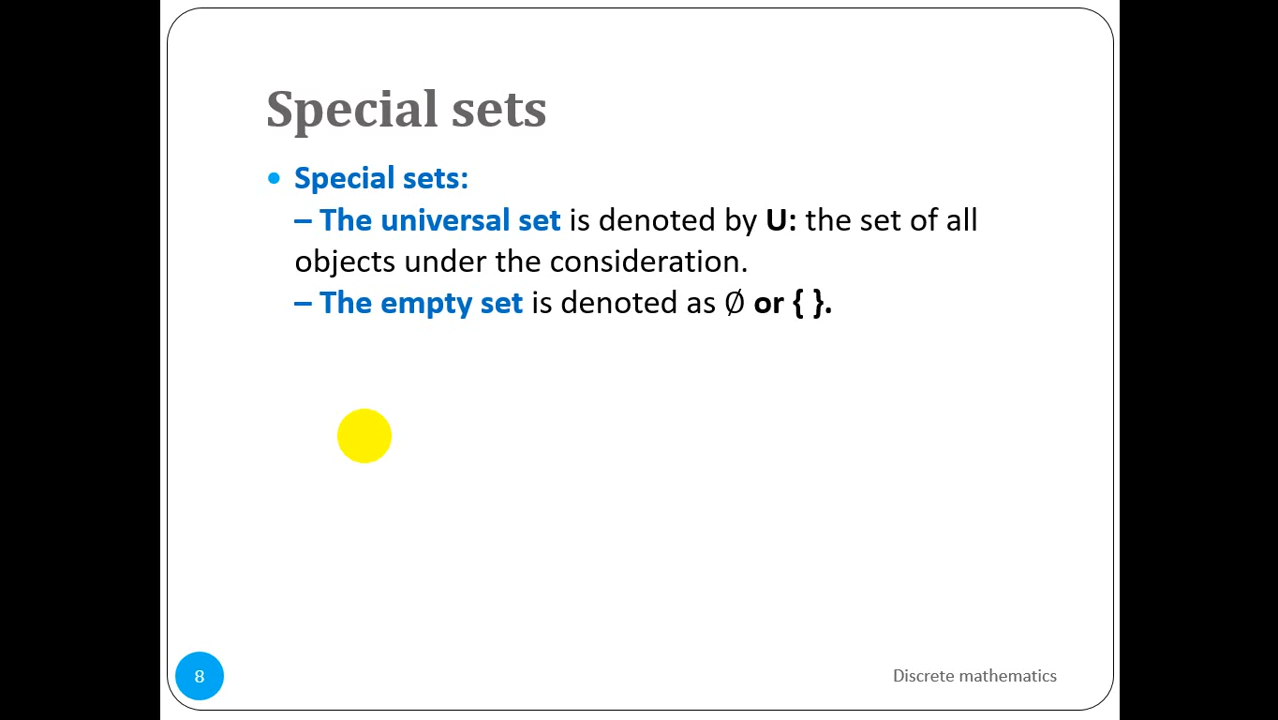 Special sets
• Special sets:
– The universal set is denoted by U: the set of all
objects under the consideration.
– The empty set is denoted as ∅ or { }.
8
Discrete mathematics